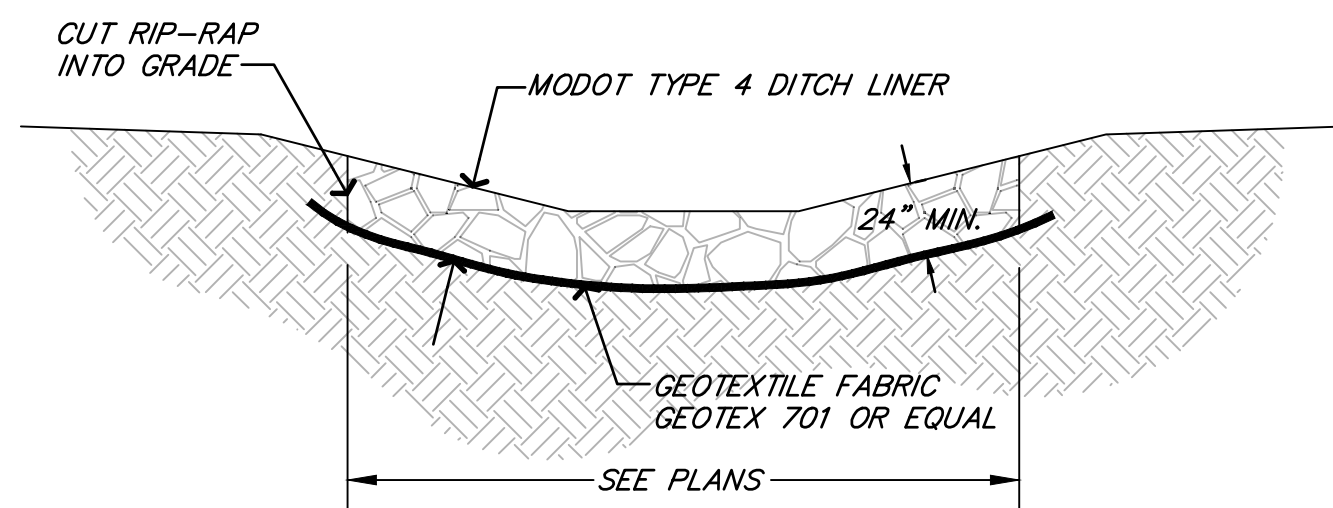 CUT RIP-RAP
INTO GRADE
MODOT TYPE 4 DITCH LINER
24" MIN.
GEOTEXTILE FABRIC
GEOTEX 701 OR EQUAL
SEE PLANS